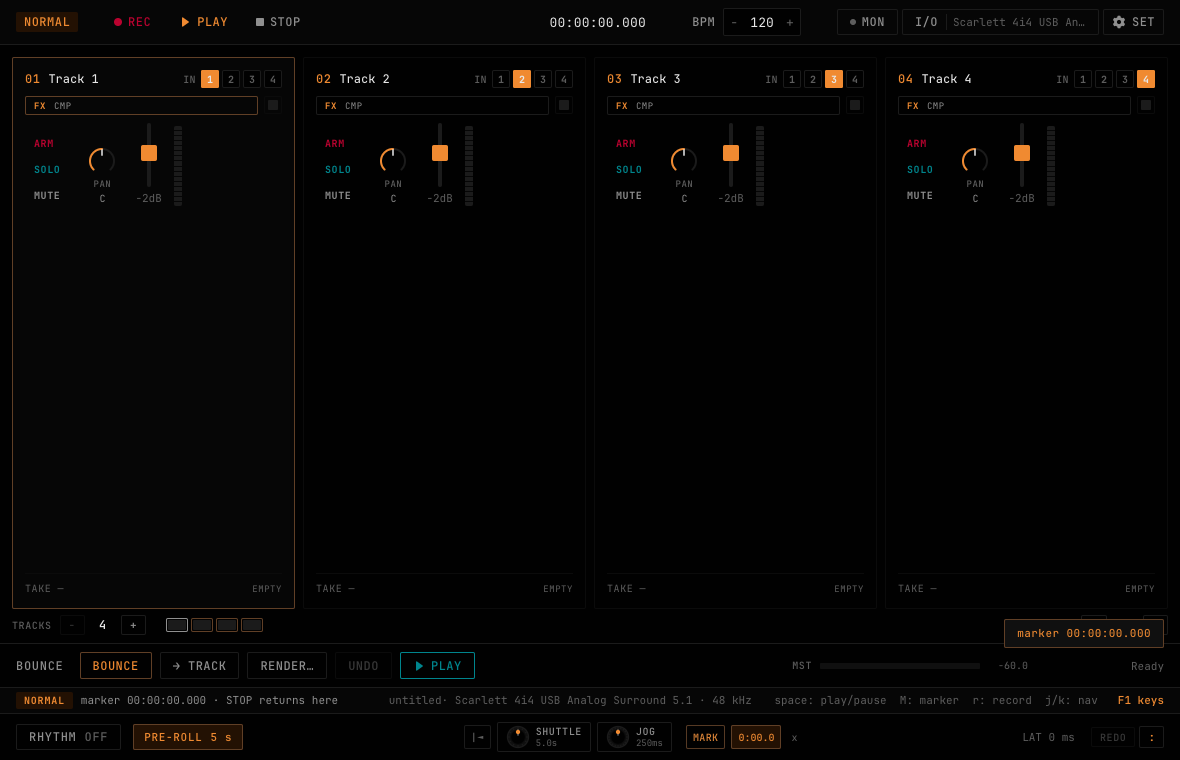 NORMAL REC PLAY STOP 00:00:00.000 BPM - 120 + MON I/O Scarlett 4i4 USB An… SET
01 Track 1 IN 1 2 3 4
FX CMP
ARM
SOLO
MUTE
PAN
C
-2dB
TAKE —
EMPTY
02 Track 2 IN 1 2 3 4
FX CMP
ARM
SOLO
MUTE
PAN
C
-2dB
TAKE —
EMPTY
03 Track 3 IN 1 2 3 4
FX CMP
ARM
SOLO
MUTE
PAN
C
-2dB
TAKE —
EMPTY
04 Track 4 IN 1 2 3 4
FX CMP
ARM
SOLO
MUTE
PAN
C
-2dB
TAKE —
EMPTY
TRACKS - 4 +
marker 00:00:00.000
BOUNCE BOUNCE → TRACK RENDER… UNDO PLAY MST -60.0 Ready
NORMAL marker 00:00:00.000 · STOP returns here untitled· Scarlett 4i4 USB Analog Surround 5.1 · 48 kHz space: play/pause M: marker r: record j/k: nav F1 keys
RHYTHM OFF PRE-ROLL 5 s |⇥ SHUTTLE 5.0s JOG 250ms MARK 0:00.0 x LAT 0 ms REDO :